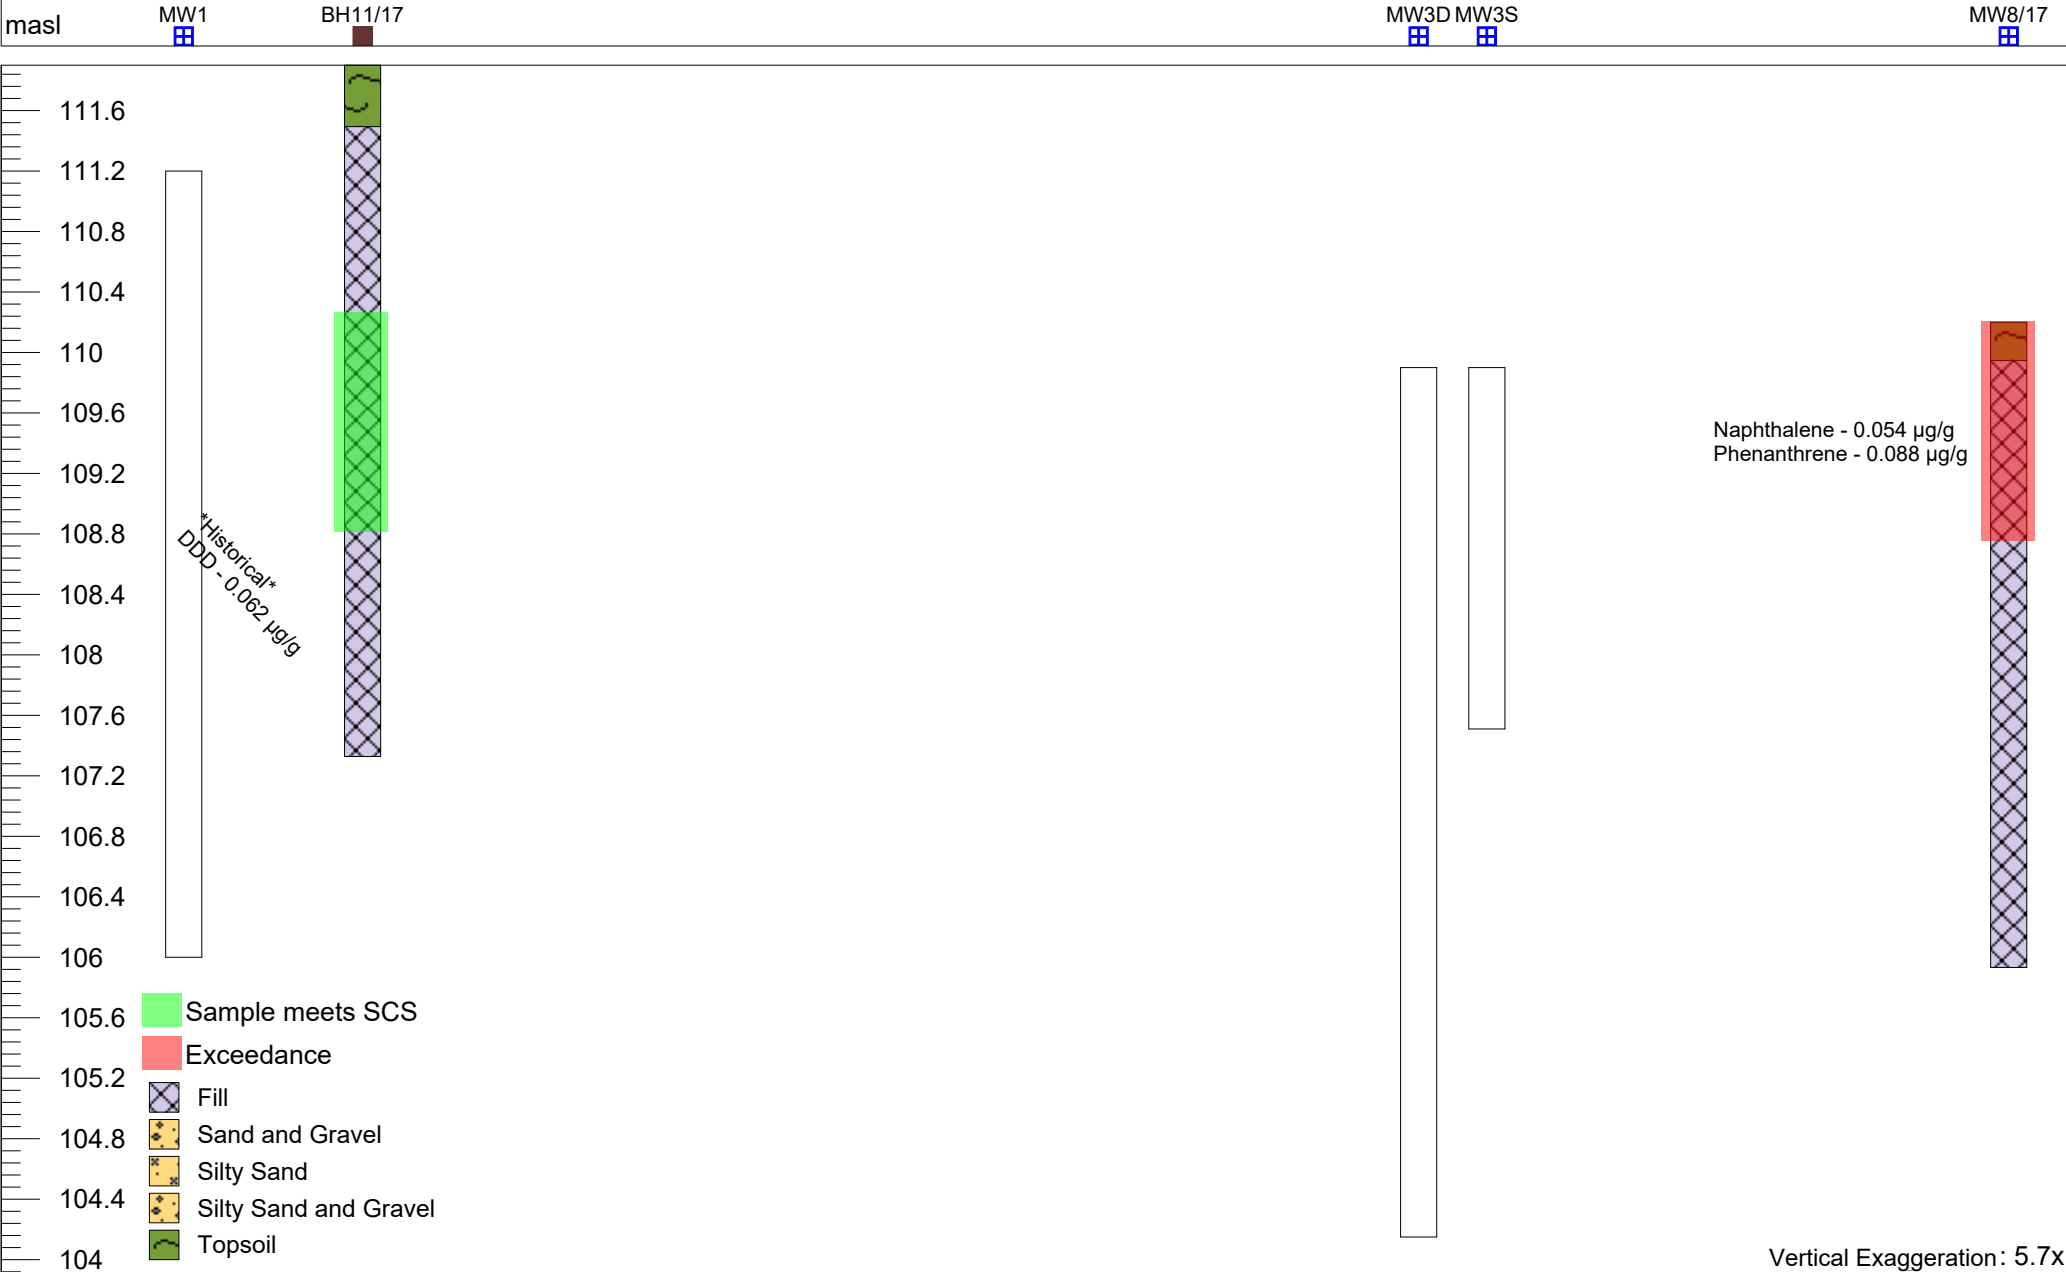 masl
MW1
BH11/17
MW3D
MW3S
MW8/17
111.6
111.2
110.8
110.4
110
109.6
109.2
108.8
108.4
108
107.6
107.2
106.8
106.4
106
105.6
105.2
104.8
104.4
104
*Historical*
DDD - 0.062 µg/g
Naphthalene - 0.054 µg/g
Phenanthrene - 0.088 µg/g
Sample meets SCS
Exceedance
Fill
Sand and Gravel
Silty Sand
Silty Sand and Gravel
Topsoil
Vertical Exaggeration: 5.7x